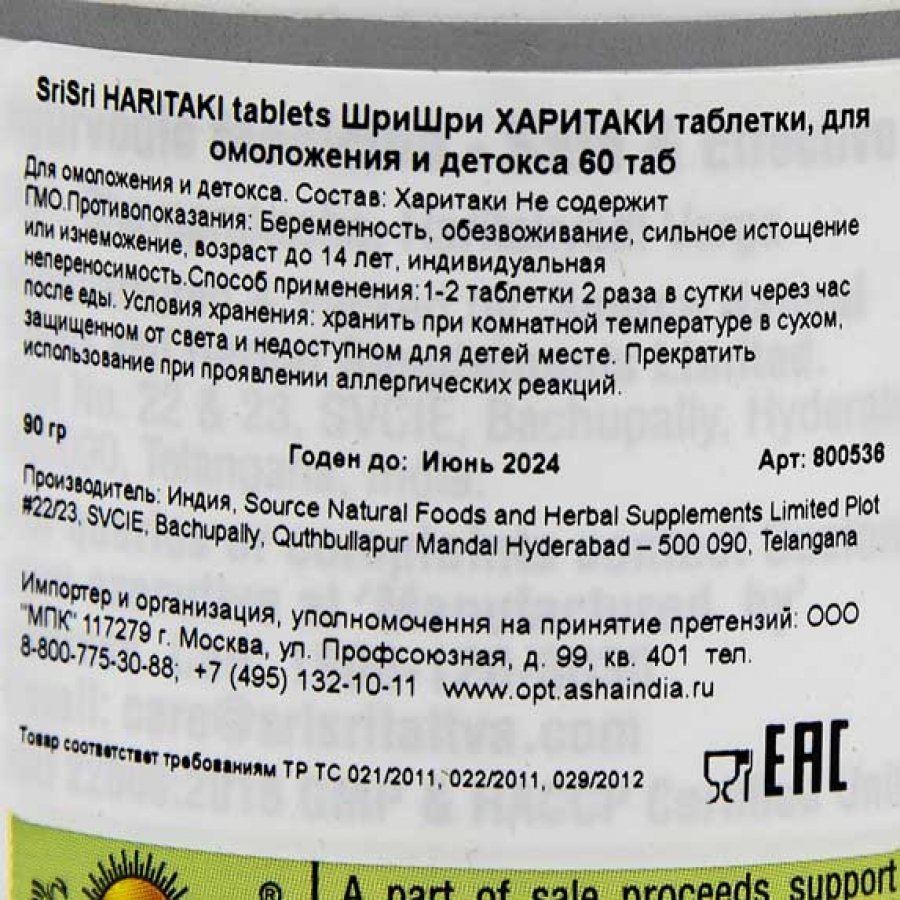 SriSri HARITAKI tablets ШриШри ХАРИТАКИ таблетки, для
омоложения и детокса 60 таб
Для омоложения и детокса. Состав: Харитаки Не содержит
ГМО.Противопоказания: Беременность, обезвоживание, сильное истощение
или изнеможение, возраст до 14 лет, индивидуальная
непереносимость.Способ применения:1-2 таблетки 2 раза в сутки через час
после еды. Условия хранения: хранить при комнатной температуре в сухом,
защищенном от света и недоступном для детей месте. Прекратить
использование при проявлении аллергических реакций.
90 гр Годен до: Июнь 2024 Арт: 800536
Производитель: Индия, Source Natural Foods and Herbal Supplements Limited Plot
#22/23, SVCIE, Bachupally, Quthbullapur Mandal Hyderabad – 500 090, Telangana
Импортер и организация, уполномочення на принятие претензий: ООО
"МПК" 117279 г. Москва, ул. Профсоюзная, д. 99, кв. 401 тел.
8-800-775-30-88; +7 (495) 132-10-11 www.opt.ashaindia.ru
Товар соответствует требованиям ТР ТС 021/2011, 022/2011, 029/2012
EAC
® A part of sale proceeds support